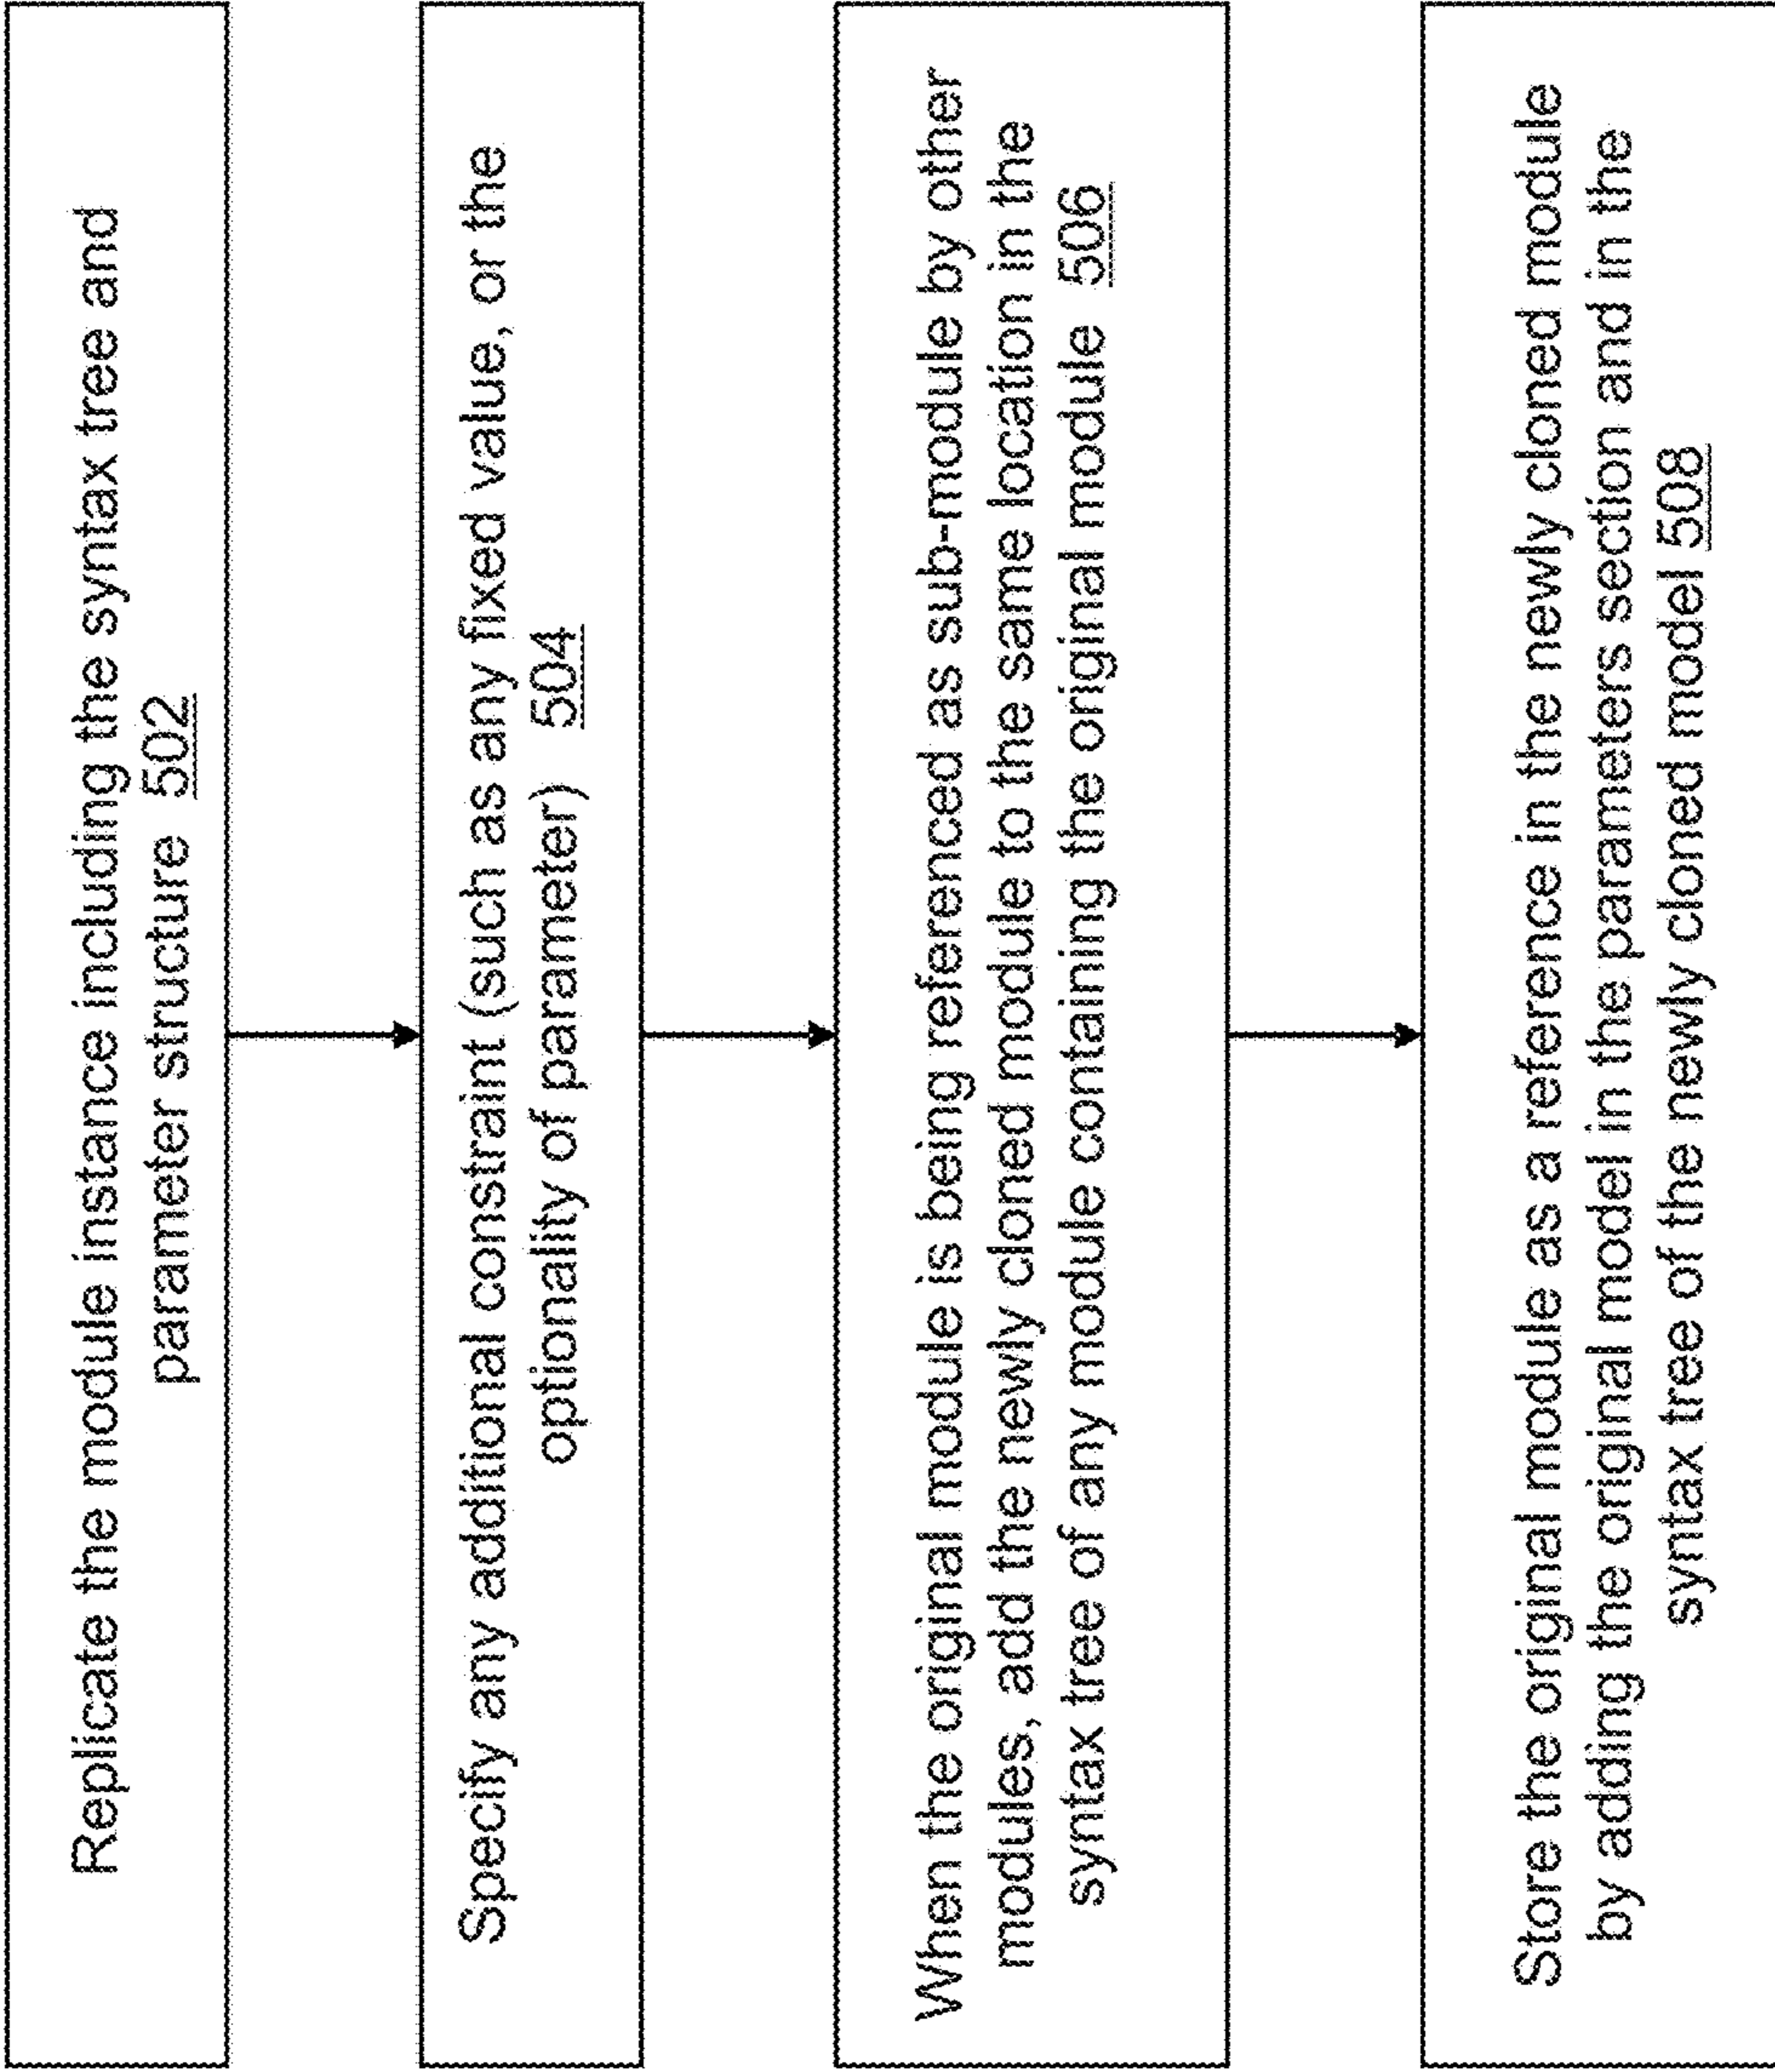 Replicate the module instance including the syntax tree and
parameter structure 502
Specify any additional constraint (such as any fixed value, or the
optionality of parameter) 504
When the original module is being referenced as sub-module by other
modules, add the newly cloned module to the same location in the
syntax tree of any module containing the original module 506
Store the original module as a reference in the newly cloned module
by adding the original model in the parameters section and in the
syntax tree of the newly cloned model 508